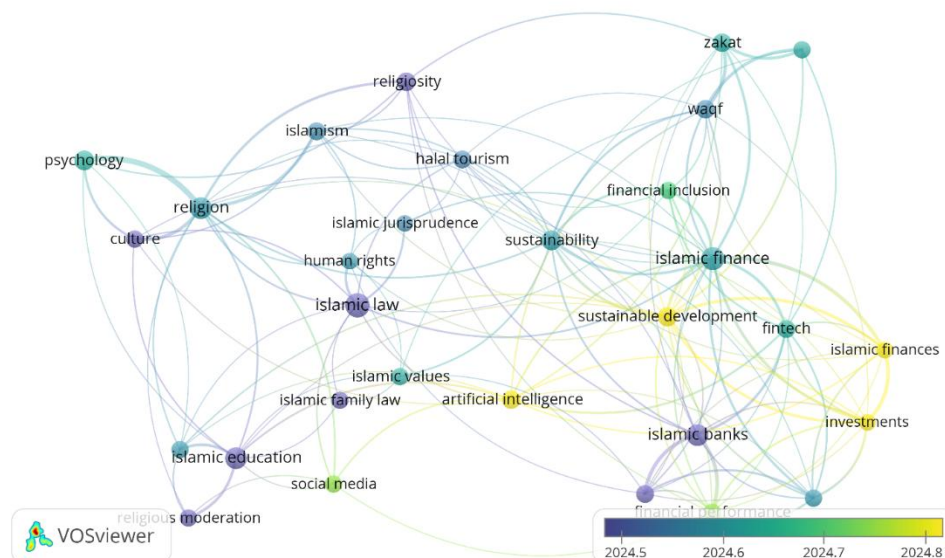 zakat
religiosity
waqf
islamism
halal tourism
psychology
financial inclusion
religion
islamic jurisprudence
culture
sustainability
human rights
islamic finance
islamic law
sustainable development
fintech
islamic finances
islamic values
islamic family law
artificial intelligence
investments
islamic banks
islamic education
social media
religious moderation
financial performance
VOSviewer
2024.5 2024.6 2024.7 2024.8